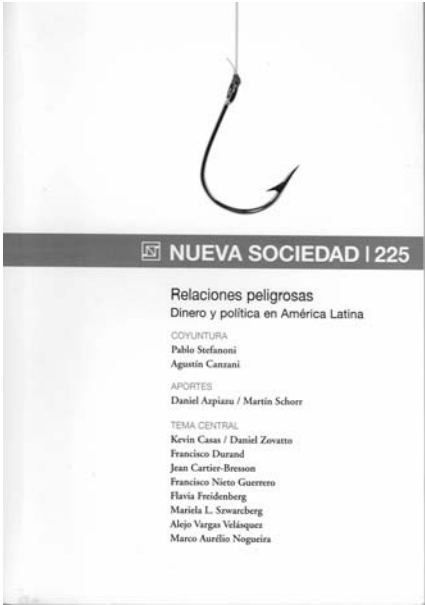 NUEVA SOCIEDAD | 225
Relaciones peligrosas
Dinero y política en América Latina
COYUNTURA
Pablo Stefanoni
Agustín Canzani
APORTES
Daniel Azpiazu / Martín Schorr
TEMA CENTRAL
Kevin Casas / Daniel Zovatto
Francisco Durand
Jean Cartier-Bresson
Francisco Nieto Guerrero
Flavia Freidenberg
Mariela L. Szwarcberg
Alejo Vargas Velásquez
Marco Aurélio Nogueira